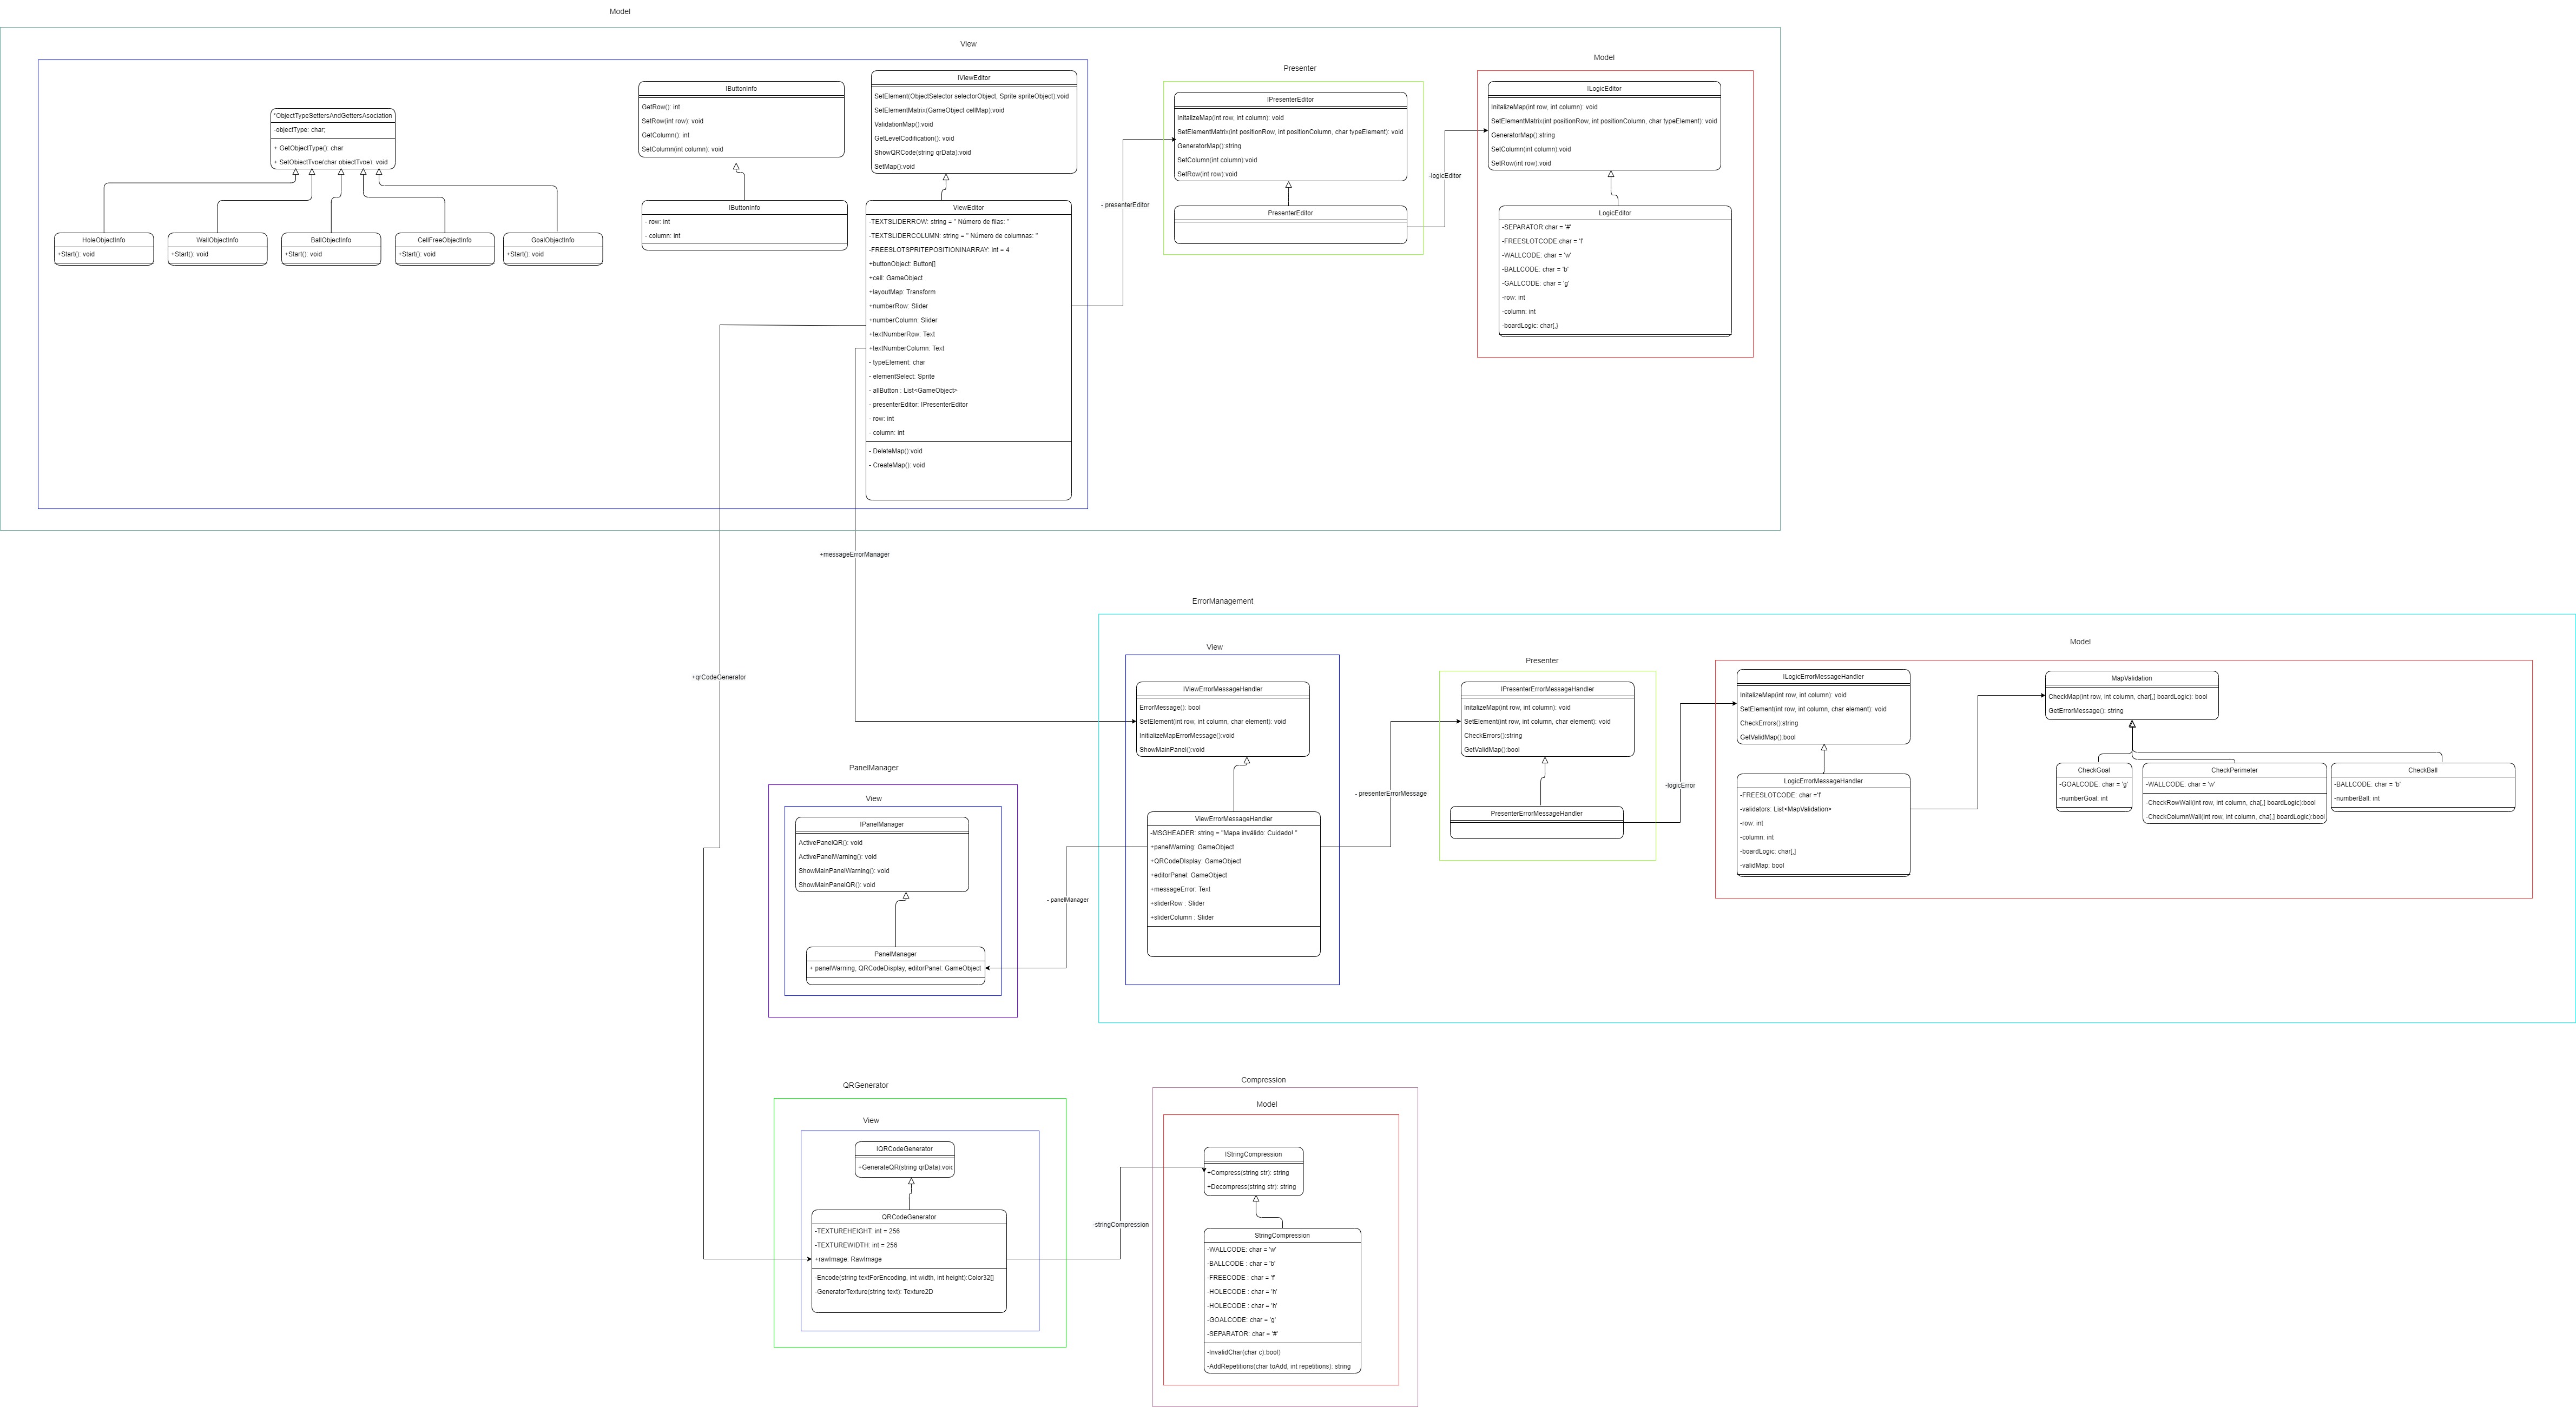 Model
View
*ObjectTypeSettersAndGettersAsociation
-objectType: char;
+ GetObjectType(): char
+ SetObjectType(char objectType): void
HoleObjectInfo
+Start(): void
WallObjectInfo
+Start(): void
BallObjectInfo
+Start(): void
CellFreeObjectInfo
+Start(): void
GoalObjectInfo
+Start(): void
IButtonInfo
GetRow(): int
SetRow(int row): void
GetColumn(): int
SetColumn(int column): void
IButtonInfo
- row: int
- column: int
IViewEditor
SetElement(ObjectSelector selectorObject, Sprite spriteObject):void
SetElementMatrix(GameObject cellMap):void
ValidationMap():void
GetLevelCodification(): void
ShowQRCode(string qrData):void
SetMap():void
ViewEditor
-TEXTSLIDERROW: string = " Número de filas: "
-TEXTSLIDERCOLUMN: string = " Número de columnas: "
-FREESLOTSPRITEPOSITIONINARRAY: int = 4
+buttonObject: Button[]
+cell: GameObject
+layoutMap: Transform
+numberRow: Slider
+numberColumn: Slider
+textNumberRow: Text
+textNumberColumn: Text
- typeElement: char
- elementSelect: Sprite
- allButton : List<GameObject>
- presenterEditor: IPresenterEditor
- row: int
- column: int
- DeleteMap():void
- CreateMap(): void
- presenterEditor
Presenter
IPresenterEditor
InitalizeMap(int row, int column): void
SetElementMatrix(int positionRow, int positionColumn, char typeElement): void
GeneratorMap():string
SetColumn(int column):void
SetRow(int row):void
PresenterEditor
-logicEditor
Model
ILogicEditor
InitalizeMap(int row, int column): void
SetElementMatrix(int positionRow, int positionColumn, char typeElement): void
GeneratorMap():string
SetColumn(int column):void
SetRow(int row):void
LogicEditor
-SEPARATOR:char = '#'
-FREESLOTCODE:char = 'f'
-WALLCODE: char = 'w'
-BALLCODE: char = 'b'
-GALLCODE: char = 'g'
-row: int
-column: int
-boardLogic: char[,]
+messageErrorManager
+qrCodeGenerator
ErrorManagement
View
IViewErrorMessageHandler
ErrorMessage(): bool
SetElement(int row, int column, char element): void
InitializeMapErrorMessage():void
ShowMainPanel():void
ViewErrorMessageHandler
-MSGHEADER: string = "Mapa inválido: Cuidado! "
+panelWarning: GameObject
+QRCodeDIsplay: GameObject
+editorPanel: GameObject
+messageError: Text
+sliderRow : Slider
+sliderColumn : Slider
- presenterErrorMessage
Presenter
IPresenterErrorMessageHandler
InitalizeMap(int row, int column): void
SetElement(int row, int column, char element): void
CheckErrors():string
GetValidMap():bool
PresenterErrorMessageHandler
-logicError
Model
ILogicErrorMessageHandler
InitalizeMap(int row, int column): void
SetElement(int row, int column, char element): void
CheckErrors():string
GetValidMap():bool
LogicErrorMessageHandler
-FREESLOTCODE: char ='f'
-validators: List<MapValidation>
-row: int
-column: int
-boardLogic: char[,]
-validMap: bool
MapValidation
CheckMap(int row, int column, char[,] boardLogic): bool
GetErrorMessage(): string
CheckGoal
-GOALCODE: char = 'g'
-numberGoal: int
CheckPerimeter
-WALLCODE: char = 'w'
-CheckRowWall(int row, int column, cha[,] boardLogic):bool
-CheckColumnWall(int row, int column, cha[,] boardLogic):bool
CheckBall
-BALLCODE: char = 'b'
-numberBall: int
PanelManager
View
IPanelManager
ActivePanelQR(): void
ActivePanelWarning(): void
ShowMainPanelWarning(): void
ShowMainPanelQR(): void
PanelManager
+ panelWarning, QRCodeDisplay, editorPanel: GameObject
- panelManager
QRGenerator
View
IQRCodeGenerator
+GenerateQR(string qrData):void
QRCodeGenerator
-TEXTUREHEIGHT: int = 256
-TEXTUREWIDTH: int = 256
+rawImage: RawImage
-Encode(string textForEncoding, int width, int height):Color32[]
-GeneratorTexture(string text): Texture2D
-stringCompression
Compression
Model
IStringCompression
+Compress(string str): string
+Decompress(string str): string
StringCompression
-WALLCODE: char = 'w'
-BALLCODE : char = 'b'
-FREECODE : char = 'f'
-HOLECODE : char = 'h'
-HOLECODE : char = 'h'
-GOALCODE: char = 'g'
-SEPARATOR: char = '#'
-InvalidChar(char c):bool)
-AddRepetitions(char toAdd, int repetitions): string